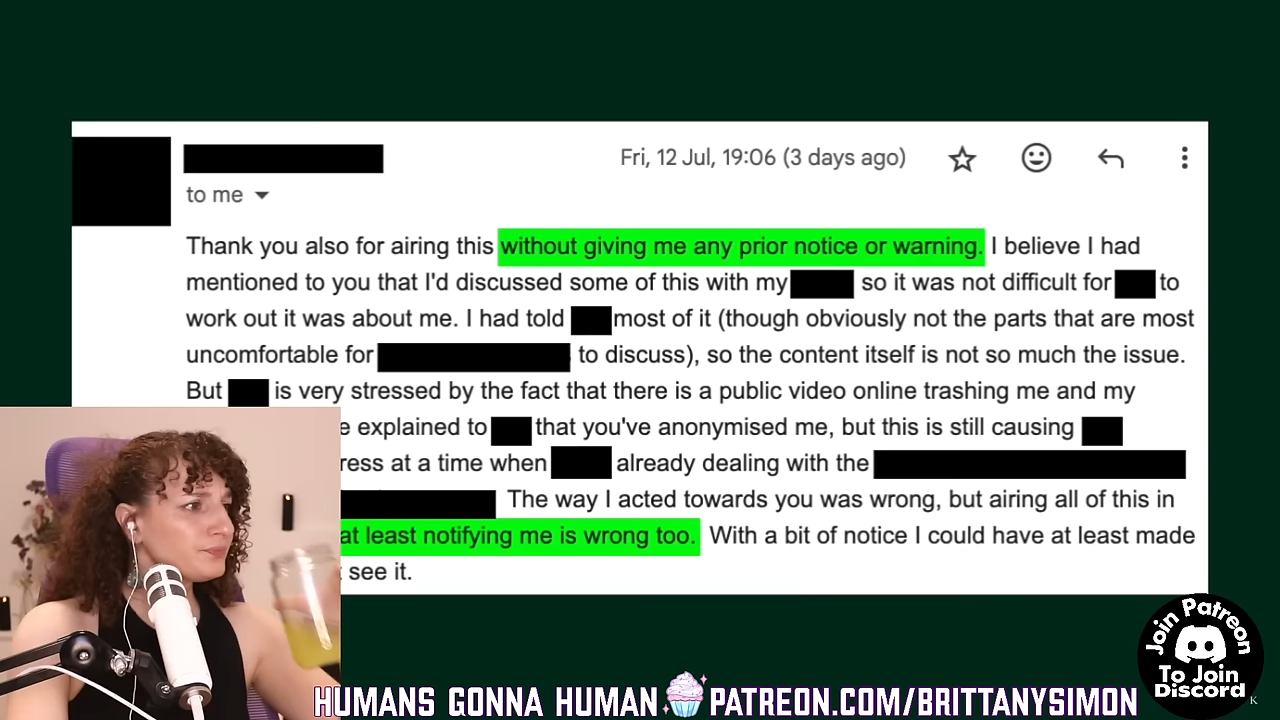 Fri, 12 Jul, 19:06 (3 days ago)
to me
Thank you also for airing this without giving me any prior notice or warning. I believe I had
mentioned to you that I'd discussed some of this with my so it was not difficult for to
work out it was about me. I had told most of it (though obviously not the parts that are most
uncomfortable for to discuss), so the content itself is not so much the issue.
But is very stressed by the fact that there is a public video online trashing me and my
e explained to that you've anonymised me, but this is still causing
ress at a time when already dealing with the
The way I acted towards you was wrong, but airing all of this in
at least notifying me is wrong too. With a bit of notice I could have at least made
see it.
Join Patreon
To Join
Discord
K
HUMANS GONNA HUMAN PATREON.COM/BRITTANYSIMON